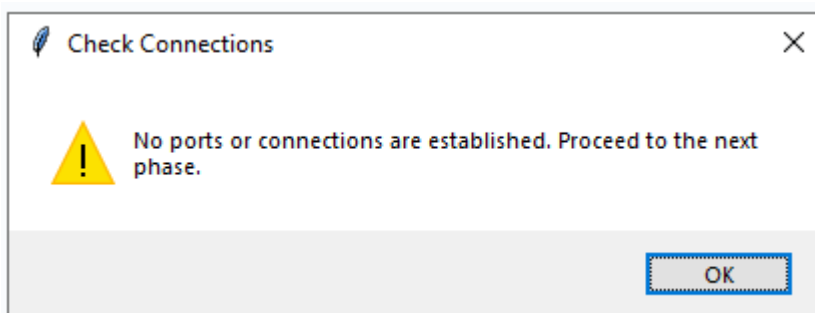 Check Connections
No ports or connections are established. Proceed to the next
phase.
OK